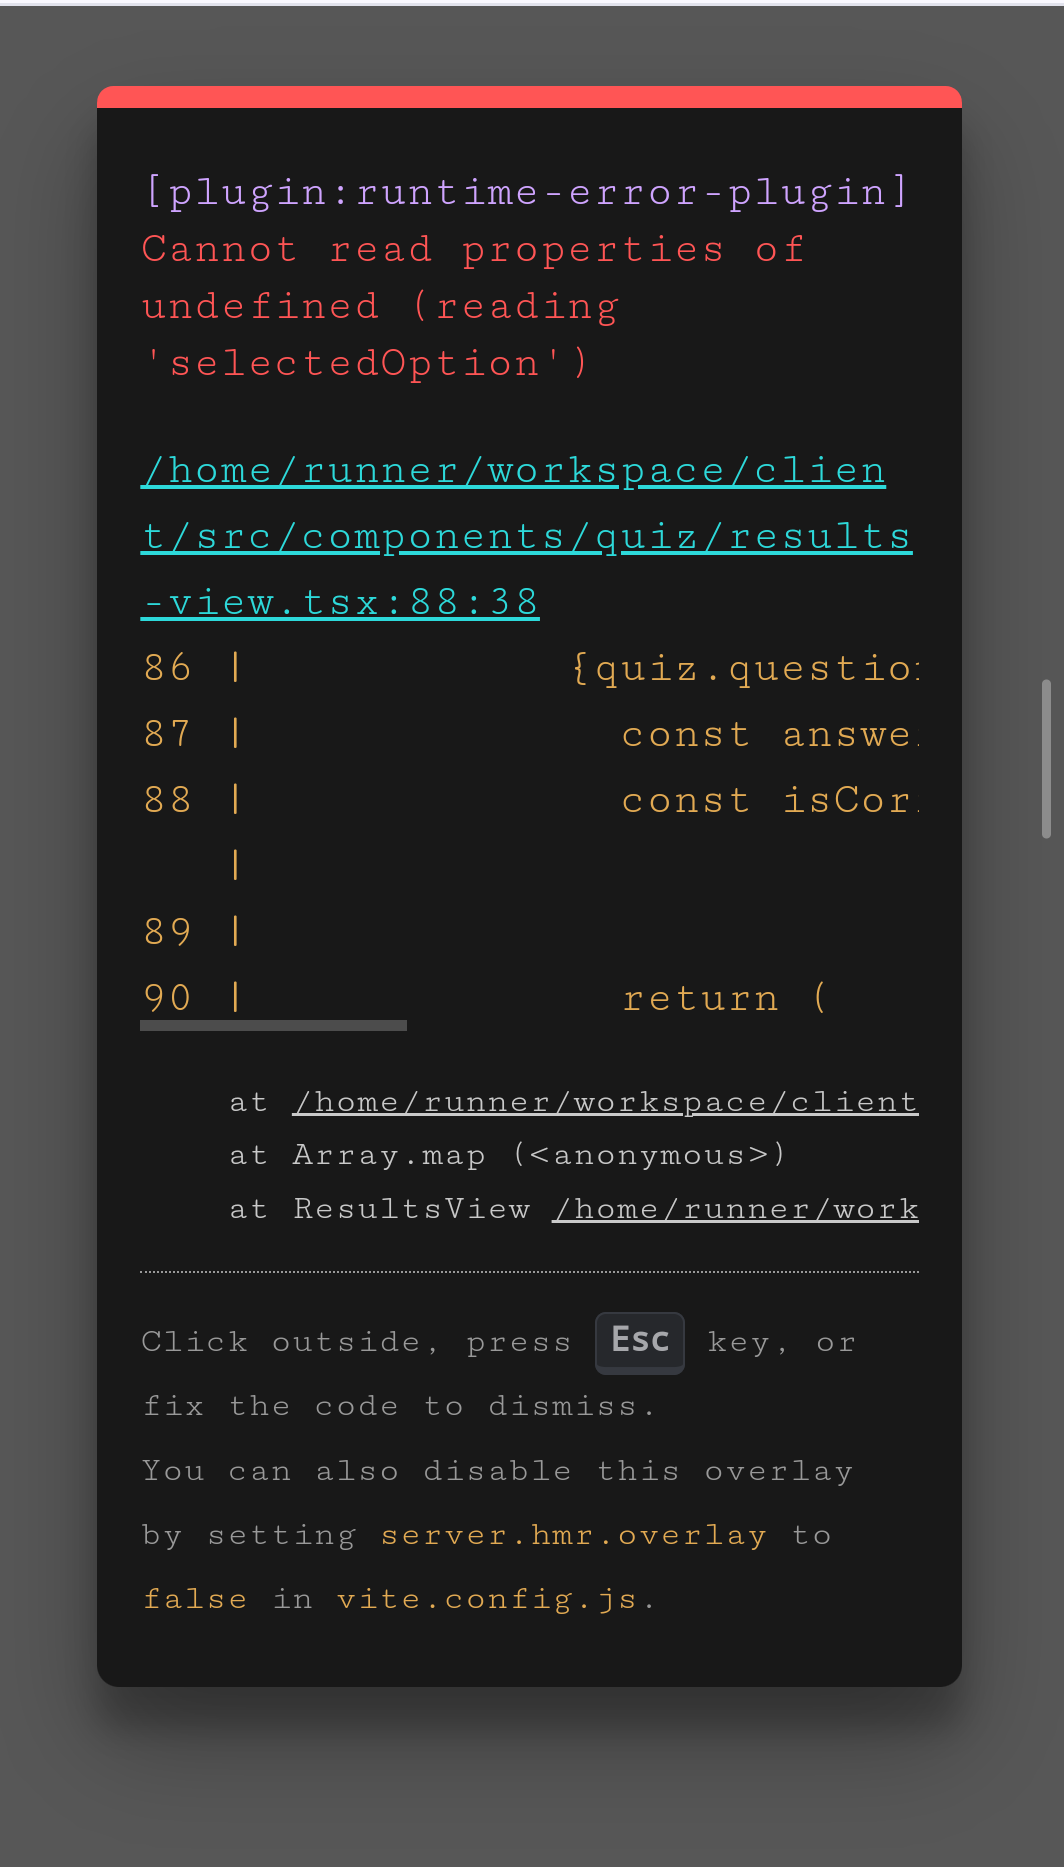 [plugin:runtime-error-plugin]
Cannot read properties of
undefined (reading
'selectedOption')
/home/runner/workspace/clien
t/src/components/quiz/results
-view.tsx:88:38
86 | {quiz.question
87 | const answe
88 | const isCor
|
89 |
90 | return (
at /home/runner/workspace/client
at Array.map (<anonymous>)
at ResultsView /home/runner/work
Click outside, press Esc key, or
fix the code to dismiss.
You can also disable this overlay
by setting server.hmr.overlay to
false in vite.config.js.